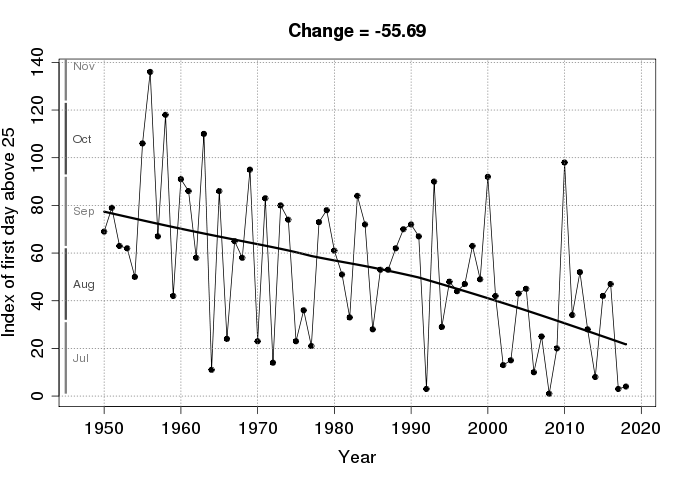 Change = -55.69
Index of first day above 25
140
120
100
80
60
40
20
0
Nov
Oct
Sep
Aug
Jul
1950 1960 1970 1980 1990 2000 2010 2020
Year